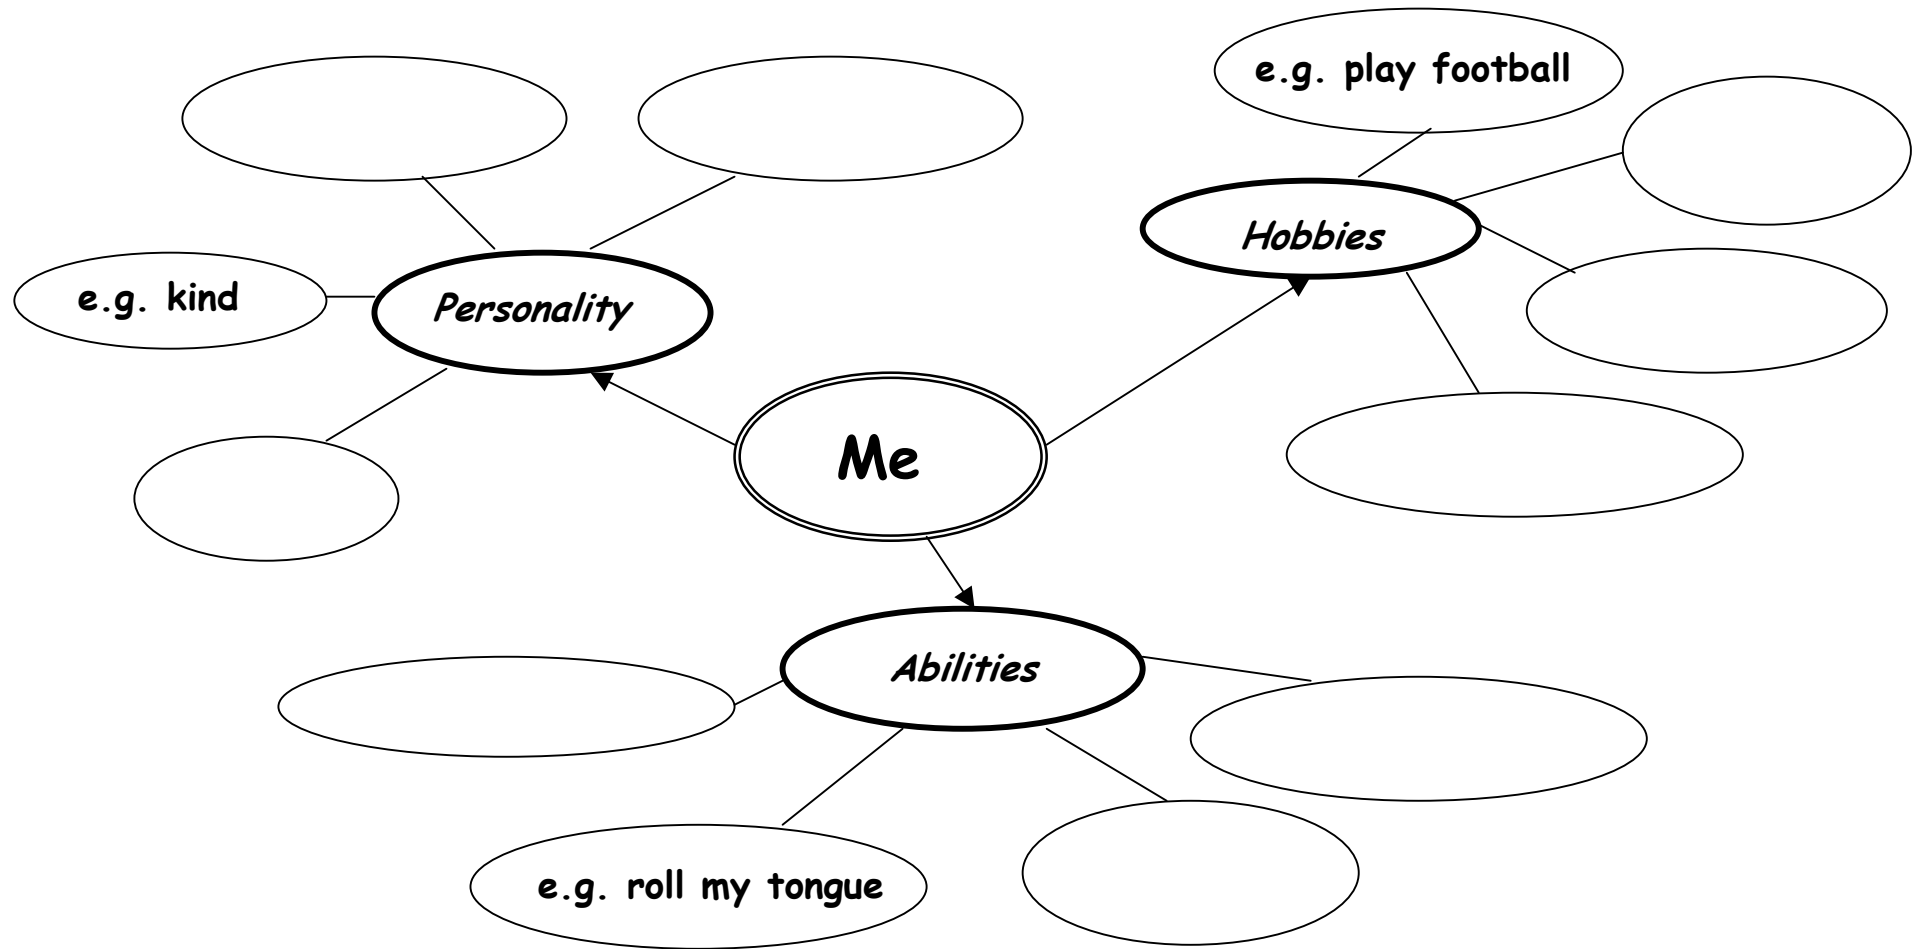 e.g. play football
Hobbies
e.g. kind
Personality
Me
Abilities
e.g. roll my tongue